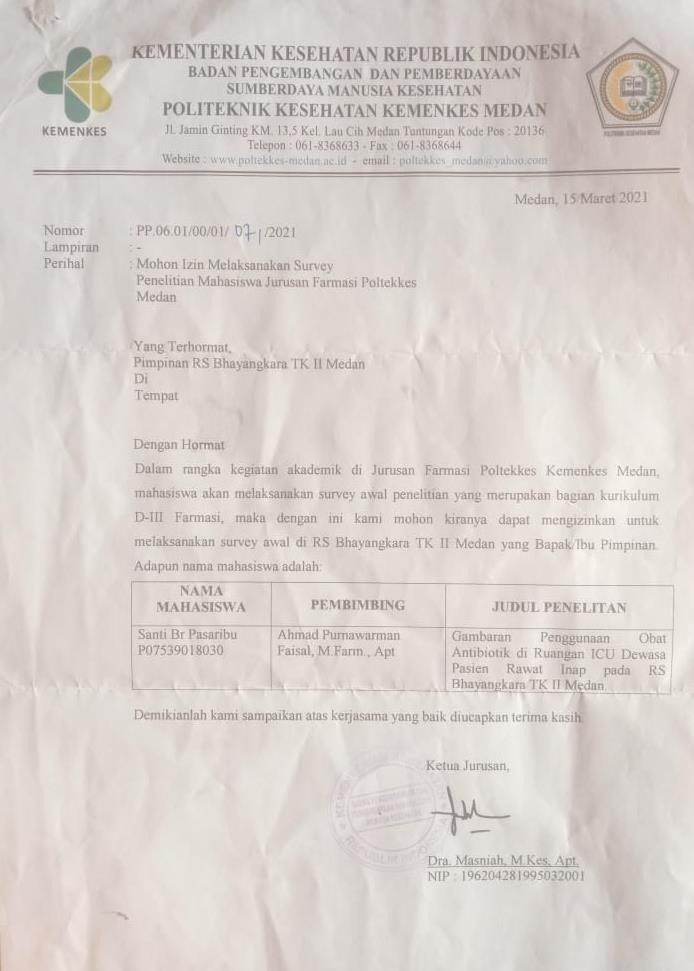 KEMENTERIAN KESEHATAN REPUBLIK INDONESIA
BADAN PENGEMBANGAN DAN PEMBERDAYAAN
SUMBERDAYA MANUSIA KESEHATAN
POLITEKNIK KESEHATAN KEMENKES MEDAN
KEMENKES
POLITEKNIK KESEHATAN MEDAN
Jl. Jamin Ginting KM. 13,5 Kel. Lau Cih Medan Tuntungan Kode Pos : 20136
Telepon : 061-8368633 - Fax : 061-8368644
Website : www.poltekkes-medan.ac.id - email : poltekkes_medan@yahoo.com
Medan, 15 Maret 2021
Nomor : PP.06.01/00/01/ 071 /2021
Lampiran : -
Perihal : Mohon Izin Melaksanakan Survey
Penelitian Mahasiswa Jurusan Farmasi Poltekkes
Medan
Yang Terhormat,
Pimpinan RS Bhayangkara TK II Medan
Di
Tempat
Dengan Hormat
Dalam rangka kegiatan akademik di Jurusan Farmasi Poltekkes Kemenkes Medan,
mahasiswa akan melaksanakan survey awal penelitian yang merupakan bagian kurikulum
D-III Farmasi, maka dengan ini kami mohon kiranya dapat mengizinkan untuk
melaksanakan survey awal di RS Bhayangkara TK II Medan yang Bapak/Ibu Pimpinan.
Adapun nama mahasiswa adalah:
NAMA
MAHASISWA
PEMBIMBING
JUDUL PENELITAN
Santi Br Pasaribu
P07539018030
Ahmad Purnawarman
Faisal, M.Farm., Apt
Gambaran Penggunaan Obat
Antibiotik di Ruangan ICU Dewasa
Pasien Rawat Inap pada RS
Bhayangkara TK II Medan.
Demikianlah kami sampaikan atas kerjasama yang baik diucapkan terima kasih.
Ketua Jurusan,
REPUBLIK INDONESIA
Dra. Masniah, M.Kes, Apt.
NIP : 196204281995032001